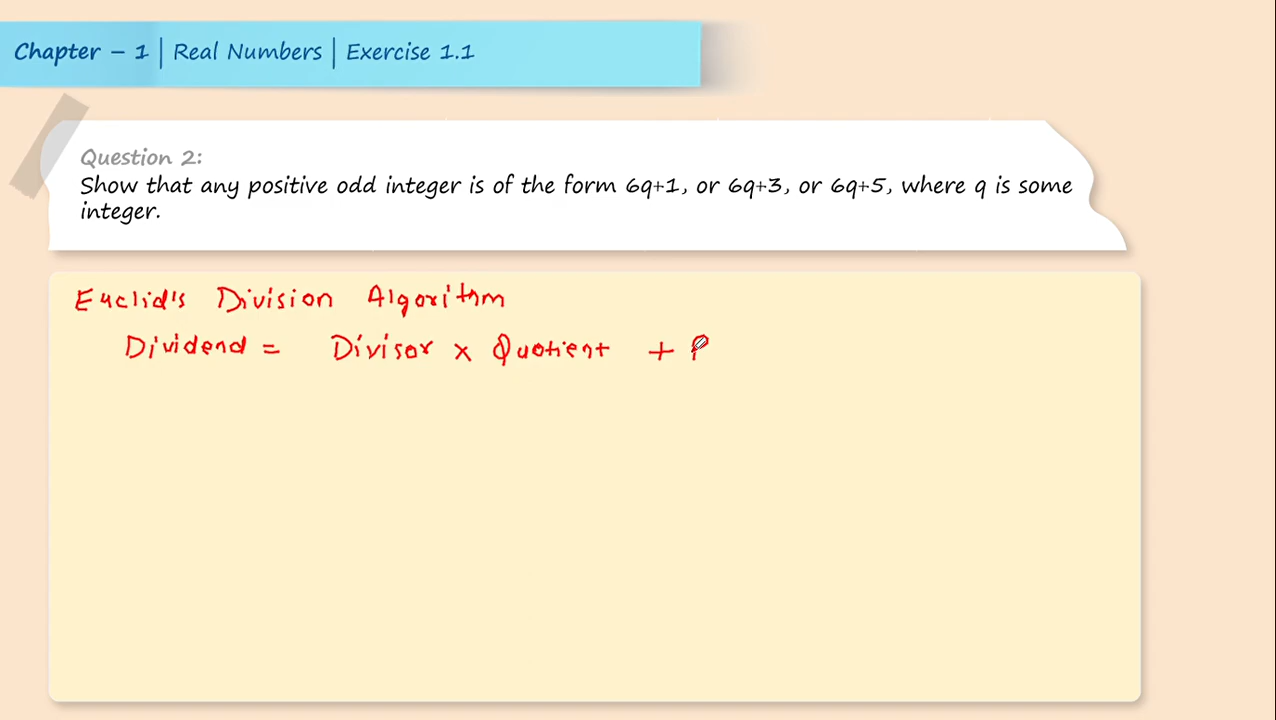 Chapter – 1 | Real Numbers | Exercise 1.1
Question 2:
Show that any positive odd integer is of the form 6q+1, or 6q+3, or 6q+5, where q is some
integer.
Euclid's Division Algorithm
Dividend = Divisor x Quotient +